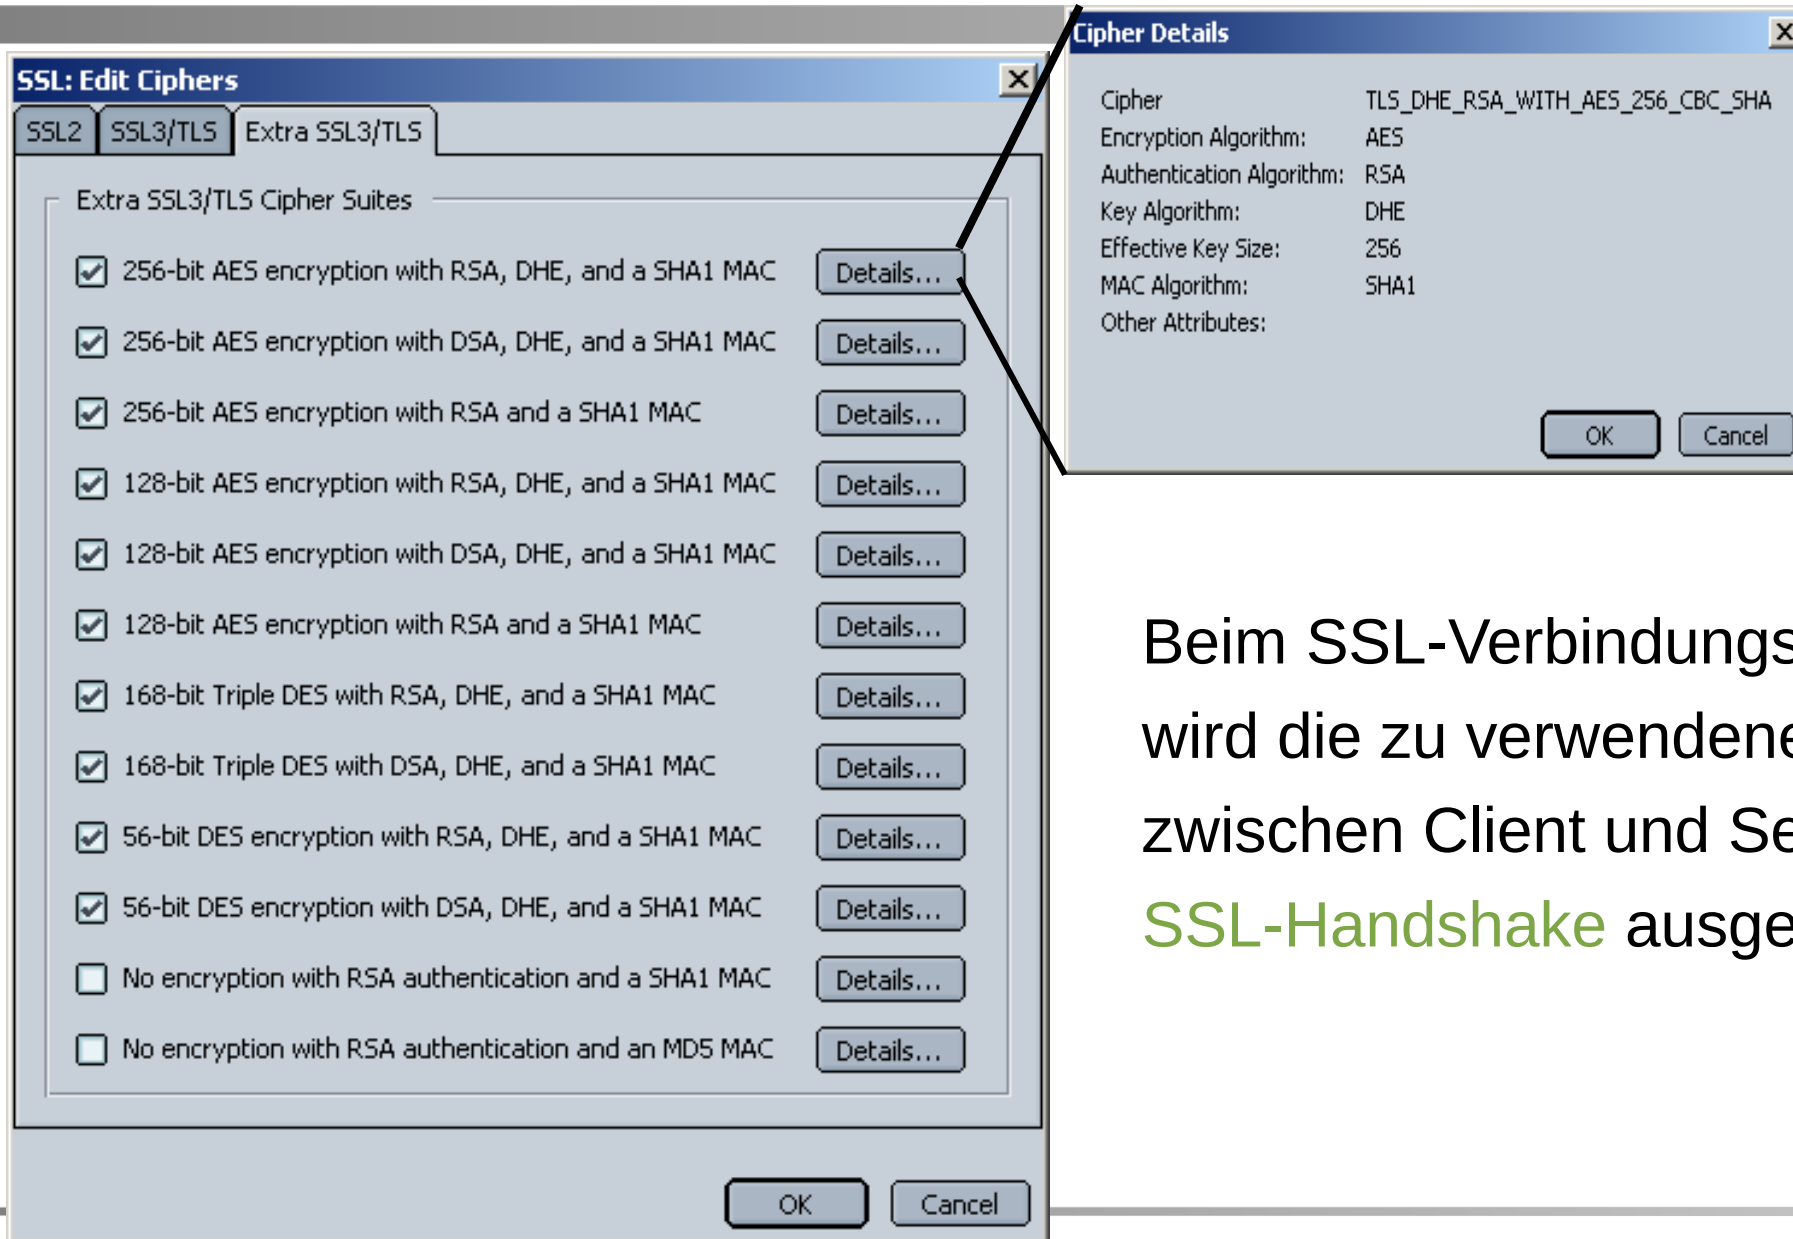 SSL: Edit Ciphers
SSL2 SSL3/TLS Extra SSL3/TLS
Extra SSL3/TLS Cipher Suites
256-bit AES encryption with RSA, DHE, and a SHA1 MAC Details...
256-bit AES encryption with DSA, DHE, and a SHA1 MAC Details...
256-bit AES encryption with RSA and a SHA1 MAC Details...
128-bit AES encryption with RSA, DHE, and a SHA1 MAC Details...
128-bit AES encryption with DSA, DHE, and a SHA1 MAC Details...
128-bit AES encryption with RSA and a SHA1 MAC Details...
168-bit Triple DES with RSA, DHE, and a SHA1 MAC Details...
168-bit Triple DES with DSA, DHE, and a SHA1 MAC Details...
56-bit DES encryption with RSA, DHE, and a SHA1 MAC Details...
56-bit DES encryption with DSA, DHE, and a SHA1 MAC Details...
No encryption with RSA authentication and a SHA1 MAC Details...
No encryption with RSA authentication and an MD5 MAC Details...
OK Cancel
Cipher Details
Cipher TLS_DHE_RSA_WITH_AES_256_CBC_SHA
Encryption Algorithm: AES
Authentication Algorithm: RSA
Key Algorithm: DHE
Effective Key Size: 256
MAC Algorithm: SHA1
Other Attributes:
OK Cancel
Beim SSL-Verbindungs
wird die zu verwendene
zwischen Client und Se
SSL-Handshake ausge